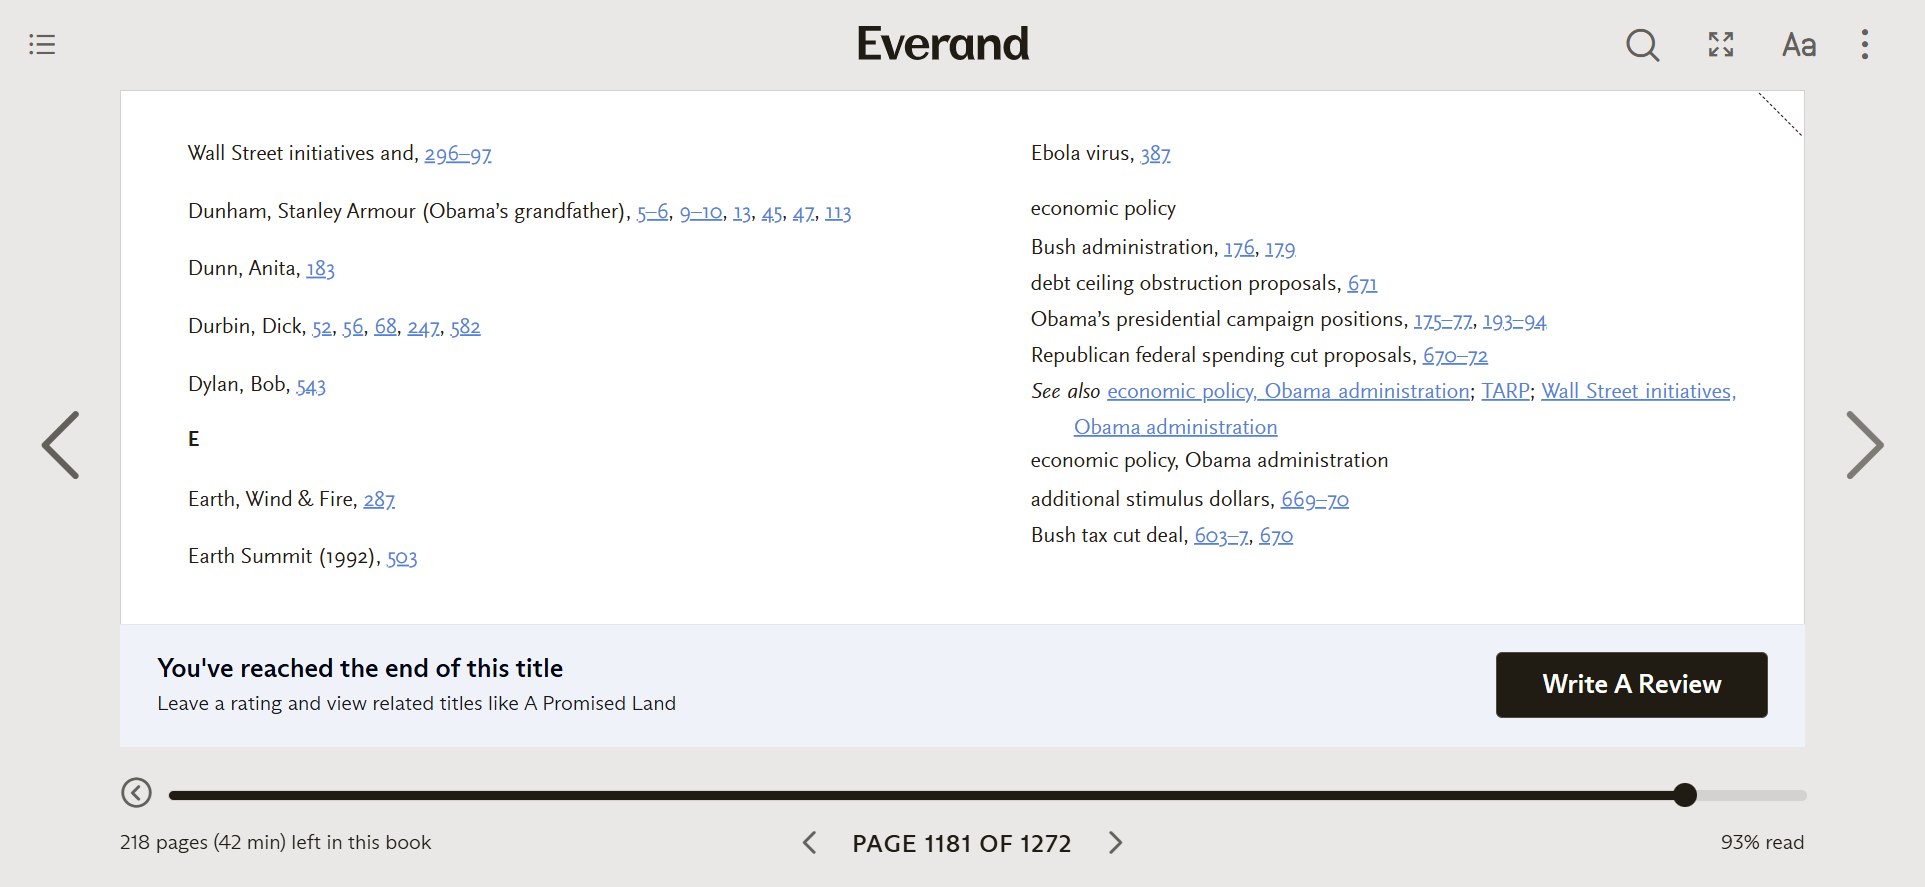 Everand
Aa
Wall Street initiatives and, 296–97
Dunham, Stanley Armour (Obama’s grandfather), 5–6, 9–10, 13, 45, 47, 113
Dunn, Anita, 183
Durbin, Dick, 52, 56, 68, 247, 582
Dylan, Bob, 543
E
Earth, Wind & Fire, 287
Earth Summit (1992), 503
Ebola virus, 387
economic policy
Bush administration, 176, 179
debt ceiling obstruction proposals, 671
Obama’s presidential campaign positions, 175–77, 193–94
Republican federal spending cut proposals, 670–72
See also economic policy, Obama administration; TARP; Wall Street initiatives,
Obama administration
economic policy, Obama administration
additional stimulus dollars, 669–70
Bush tax cut deal, 603–7, 670
You've reached the end of this title
Leave a rating and view related titles like A Promised Land
Write A Review
218 pages (42 min) left in this book
PAGE 1181 OF 1272
93% read